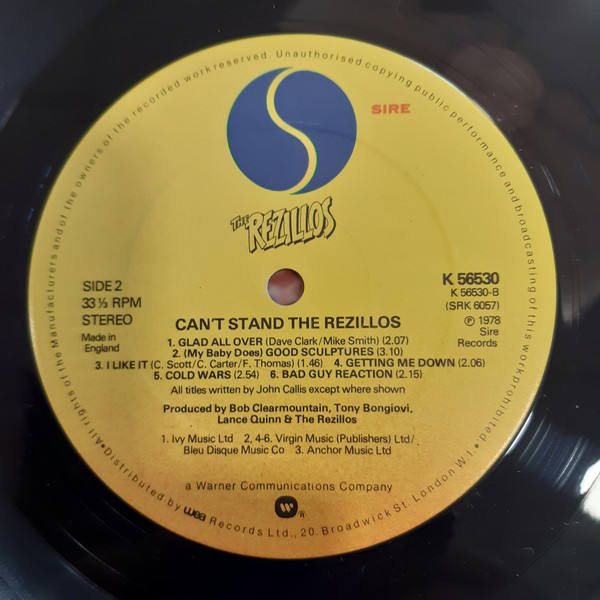 SIRE
THE REZILLOS
SIDE 2
33 ⅓ RPM
STEREO
Made in
England
K 56530
K 56530-B
(SRK 6057)
℗ 1978
Sire
Records
CAN'T STAND THE REZILLOS
1. GLAD ALL OVER (Dave Clark/Mike Smith) (2.07)
2. (My Baby Does) GOOD SCULPTURES (3.10)
3. I LIKE IT (C. Scott/C. Carter/F. Thomas) (1.46) 4. GETTING ME DOWN (2.06)
5. COLD WARS (2.54) 6. BAD GUY REACTION (2.15)
All titles written by John Callis except where shown
Produced by Bob Clearmountain, Tony Bongiovi,
Lance Quinn & The Rezillos
1. Ivy Music Ltd 2, 4-6. Virgin Music (Publishers) Ltd/
Bleu Disque Music Co 3. Anchor Music Ltd
a Warner Communications Company
•All rights of the Manufacturers and of the owners of the recorded work reserved. Unauthorised copying public performance and broadcasting of this work prohibited.
•Distributed by wea Records Ltd., 20. Broadwick St. London W.1.•